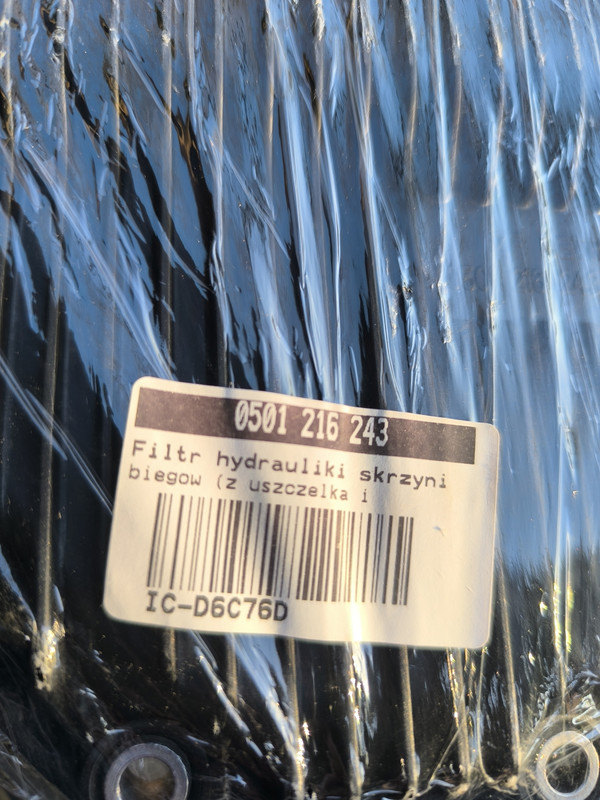 0501 216 243
Filtr hydrauliki skrzyni
biegow (z uszczelka i
IC-D6C76D